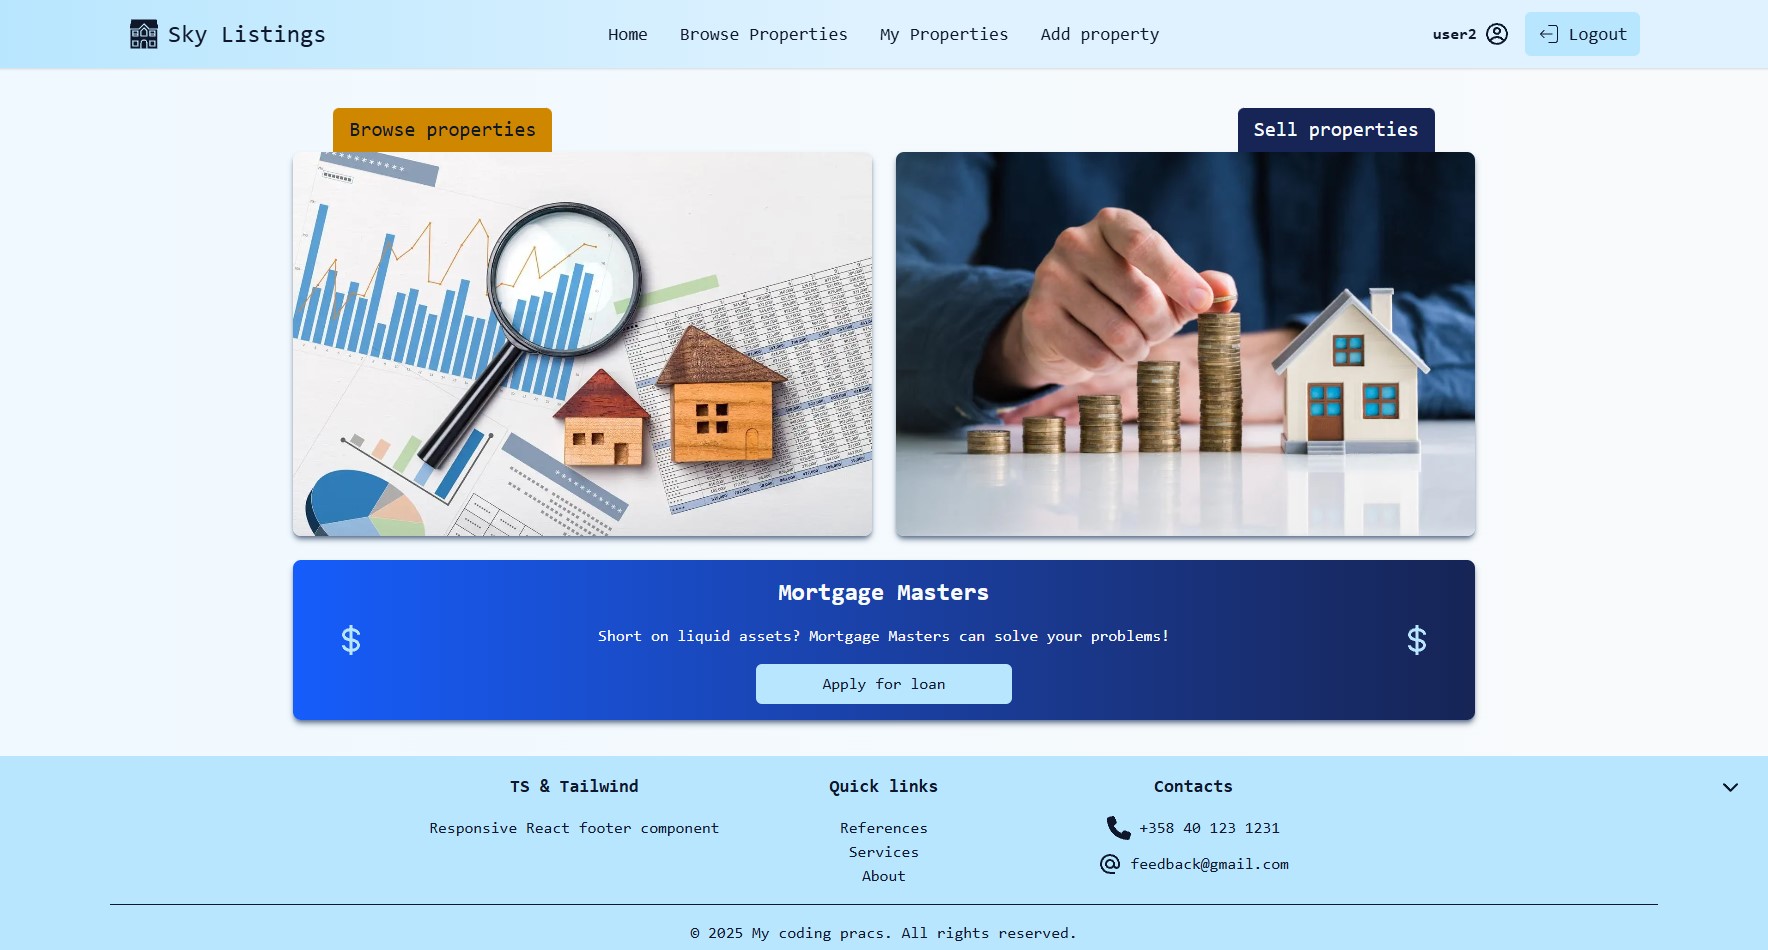 Sky Listings
Home
Browse Properties
My Properties
Add property
user2
Logout
Browse properties
Sell properties
Mortgage Masters
Short on liquid assets? Mortgage Masters can solve your problems!
$
$
Apply for loan
TS & Tailwind
Responsive React footer component
Quick links
References
Services
About
Contacts
+358 40 123 1231
feedback@gmail.com
© 2025 My coding pracs. All rights reserved.